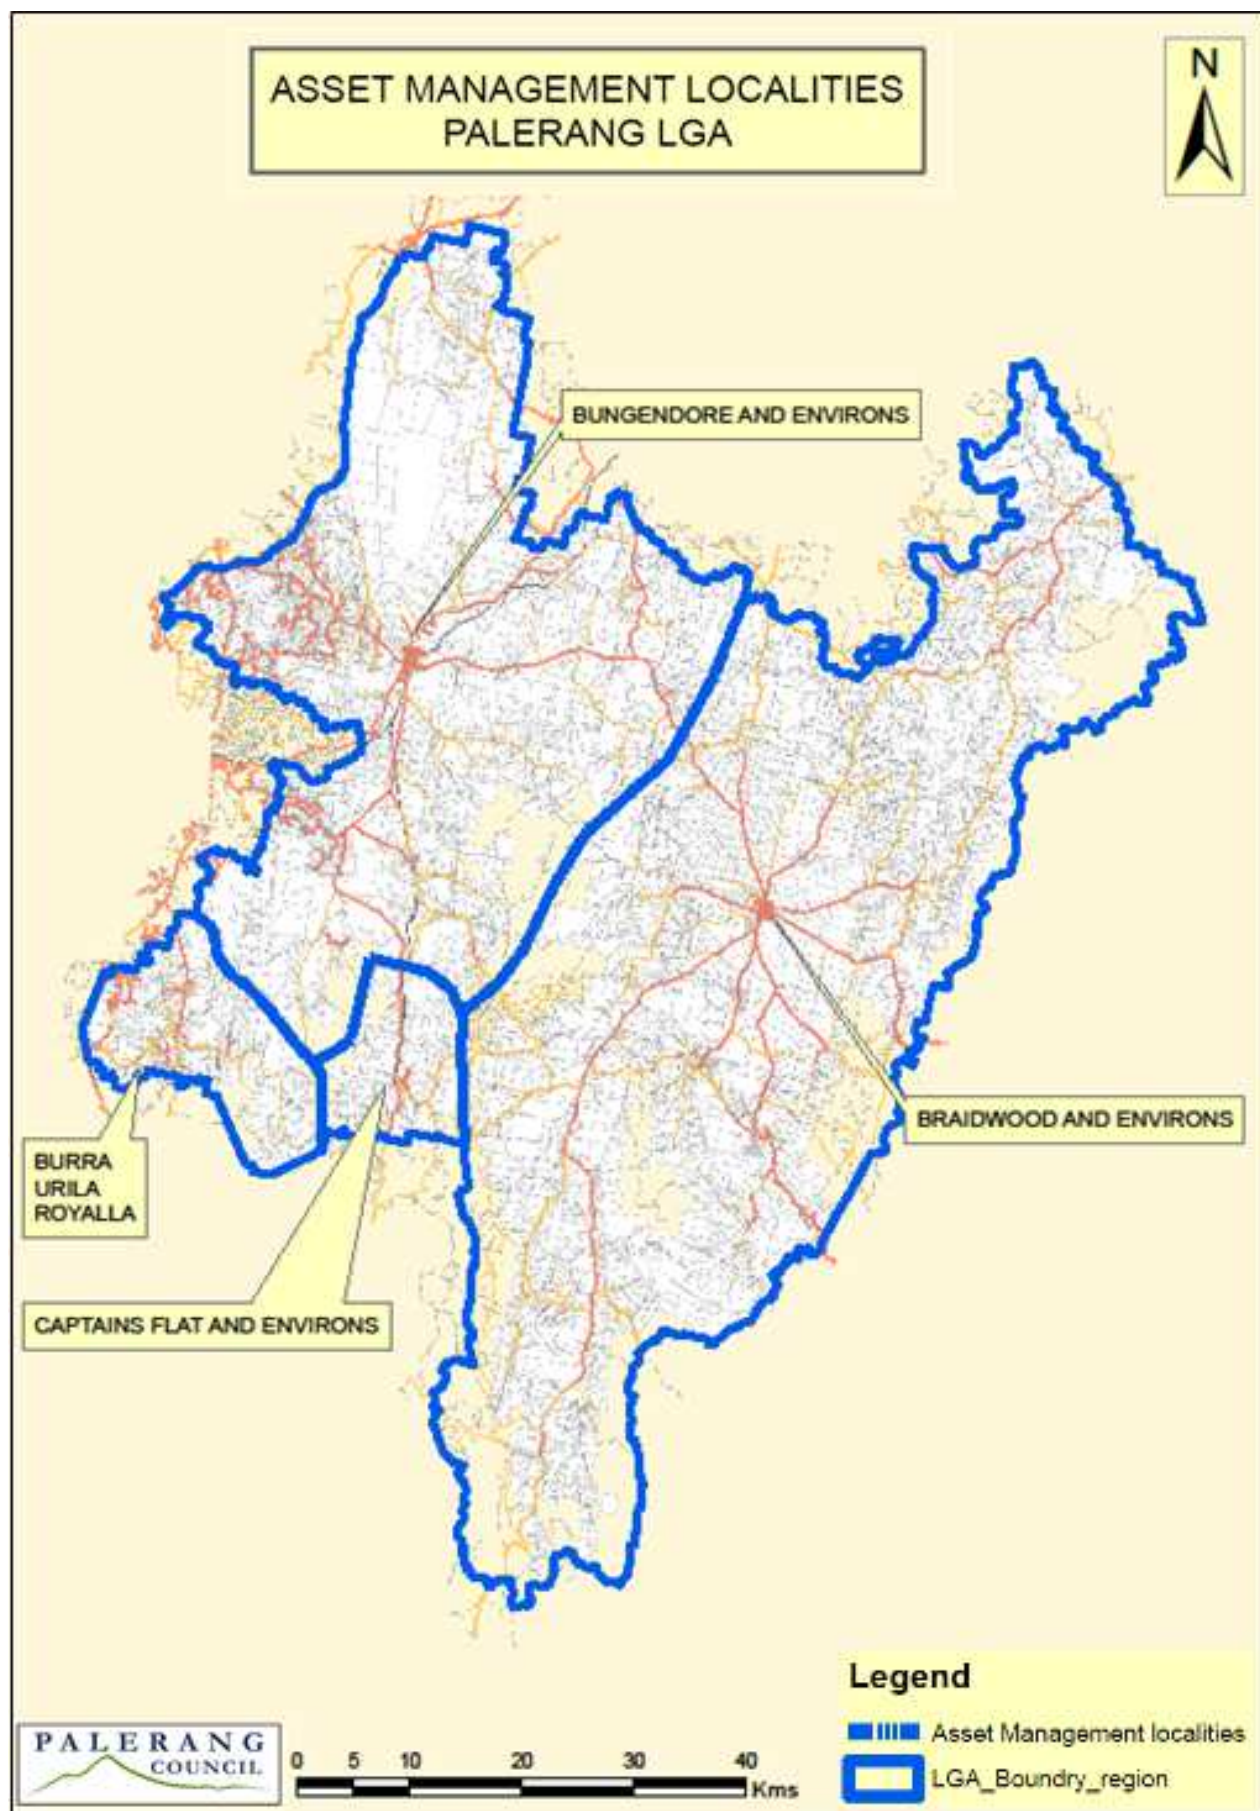 ASSET MANAGEMENT LOCALITIES
PALERANG LGA
N
BUNGENDORE AND ENVIRONS
BRAIDWOOD AND ENVIRONS
BURRA
URILA
ROYALLA
CAPTAINS FLAT AND ENVIRONS
Legend
Asset Management localities
LGA_Boundry_region
PALERANG
COUNCIL
0 5 10 20 30 40
Kms